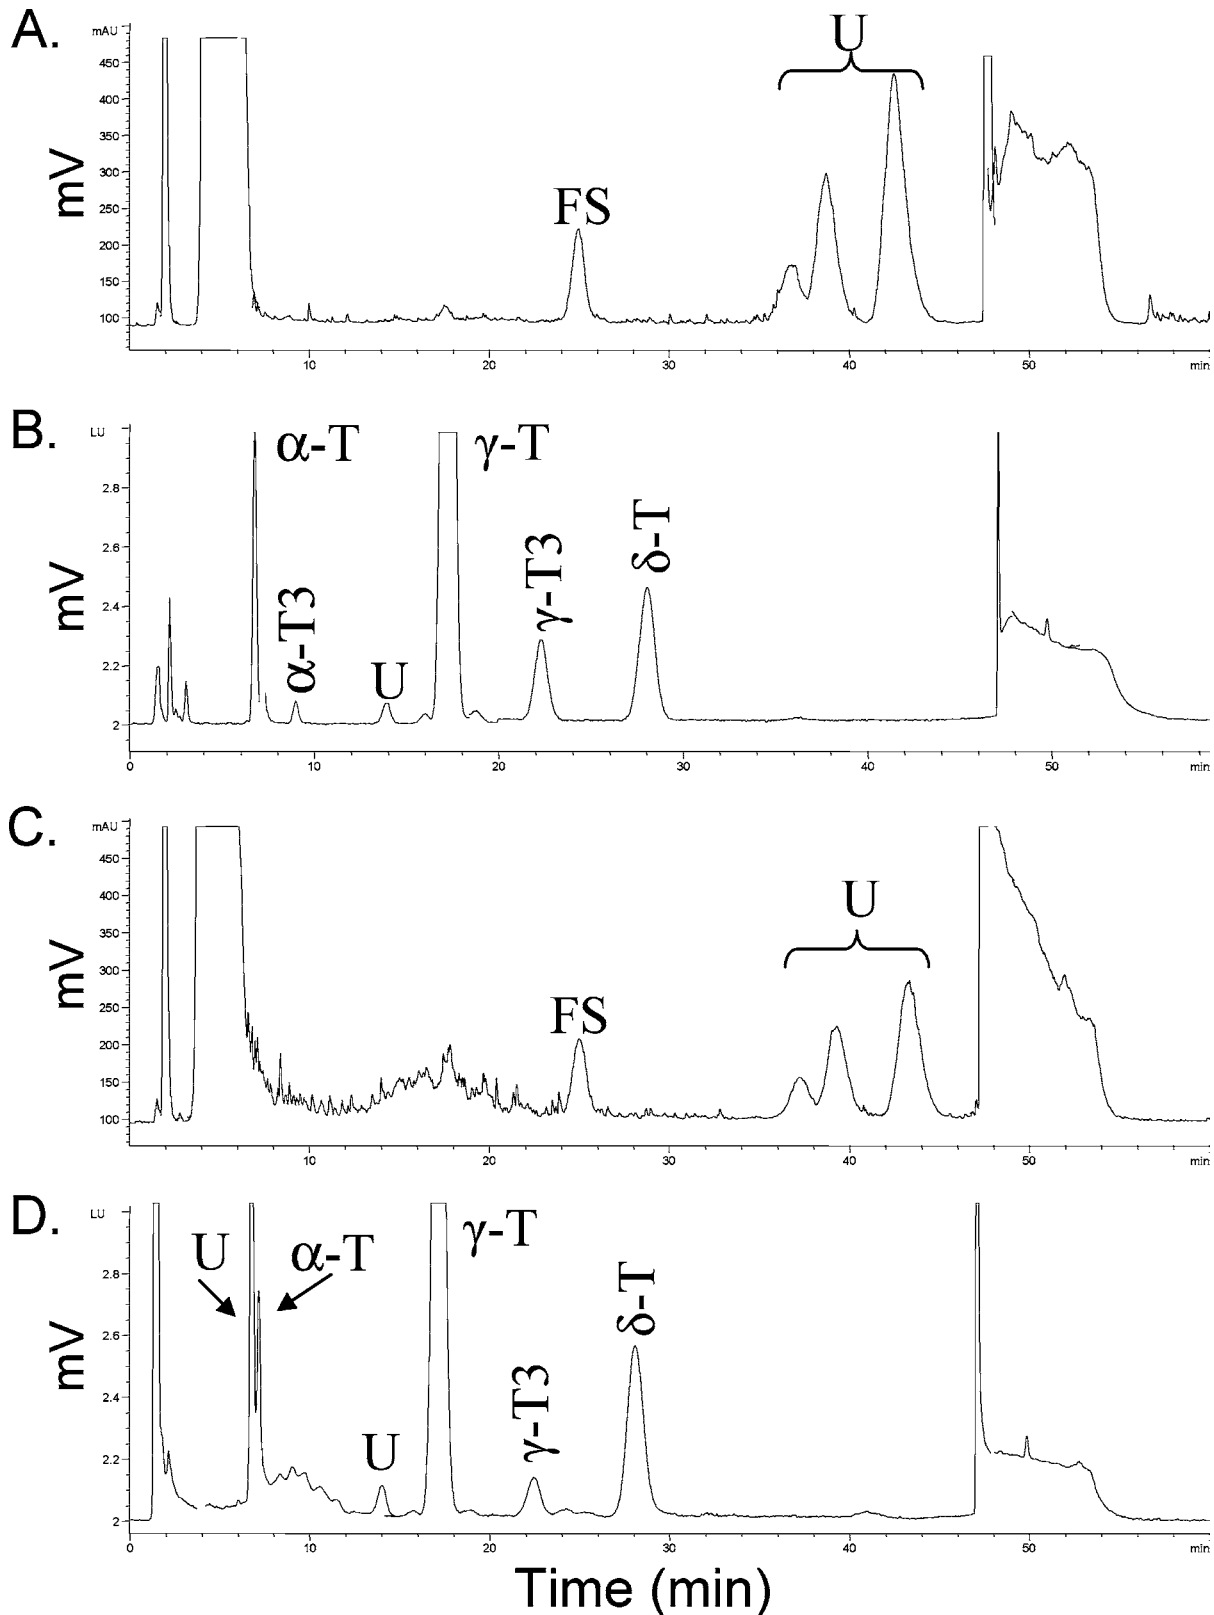 A.
mAU
450
400
350
300
250
200
150
100
mV
FS
U
0 10 20 30 40 50 min
B.
LU
2.8
2.6
2.4
2.2
2
mV
α-T
α-T3
U
γ-T
γ-T3
δ-T
0 10 20 30 40 50 min
C.
mAU
450
400
350
300
250
200
150
100
mV
FS
U
0 10 20 30 40 50 min
D.
LU
2.8
2.6
2.4
2.2
2
mV
U
α-T
U
γ-T
γ-T3
δ-T
0 10 20 30 40 50 min
Time (min)